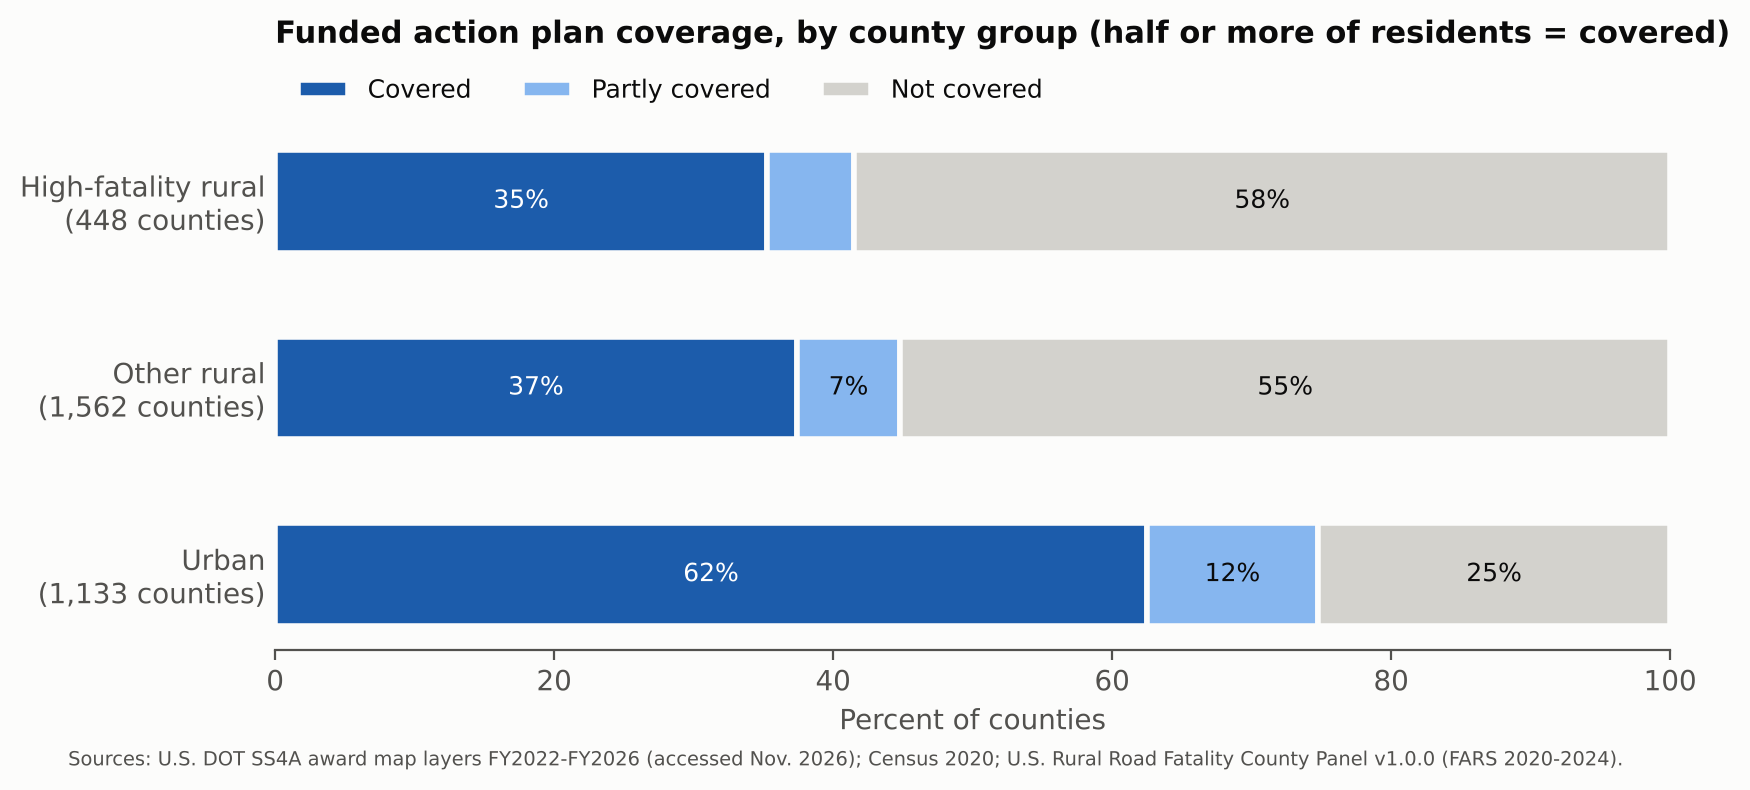 Funded action plan coverage, by county group (half or more of residents = covered)
Covered
Partly covered
Not covered
High-fatality rural
(448 counties)
35%
58%
Other rural
(1,562 counties)
37%
7%
55%
Urban
(1,133 counties)
62%
12%
25%
0
20
40
60
80
100
Percent of counties
Sources: U.S. DOT SS4A award map layers FY2022-FY2026 (accessed Nov. 2026); Census 2020; U.S. Rural Road Fatality County Panel v1.0.0 (FARS 2020-2024).